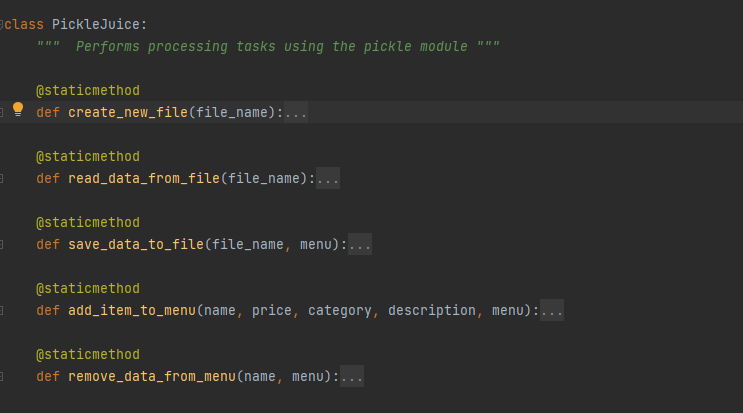 class PickleJuice:
"""  Performs processing tasks using the pickle module """
@staticmethod
def create_new_file(file_name):...
@staticmethod
def read_data_from_file(file_name):...
@staticmethod
def save_data_to_file(file_name, menu):...
@staticmethod
def add_item_to_menu(name, price, category, description, menu):...
@staticmethod
def remove_data_from_menu(name, menu):...